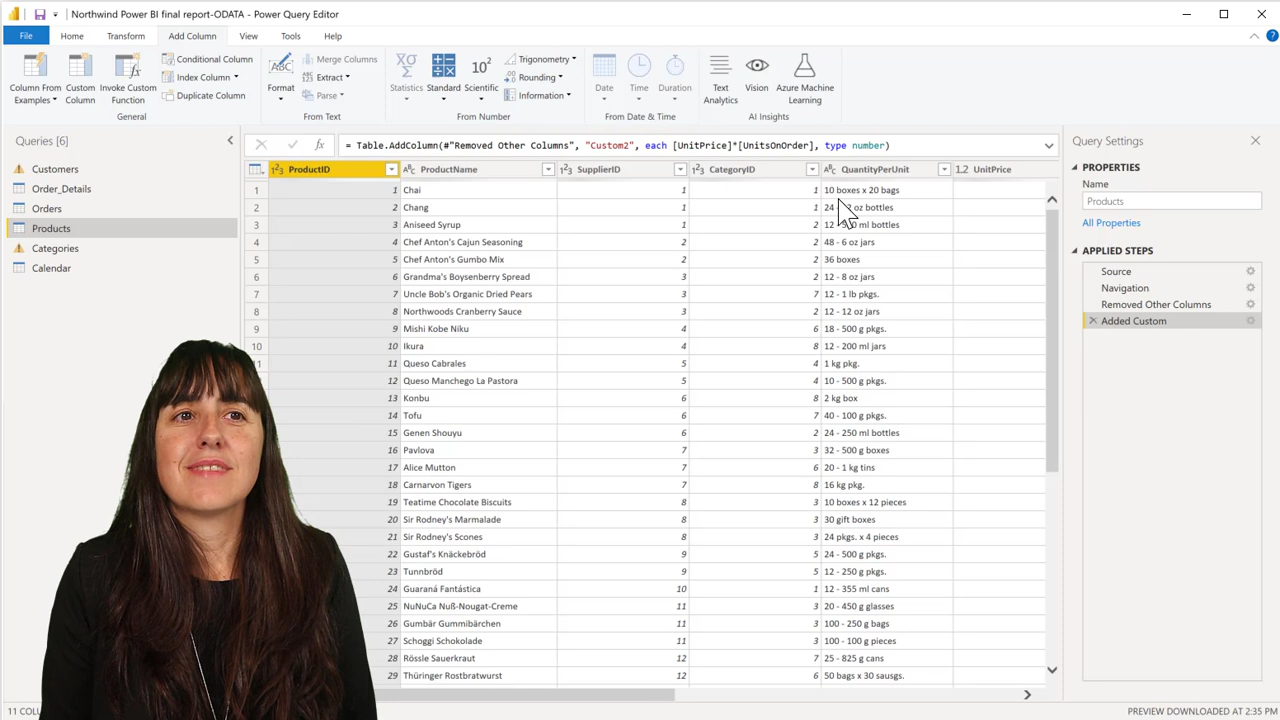 Northwind Power BI final report-ODATA - Power Query Editor
File Home Transform Add Column View Tools Help
Column From Examples Custom Column Invoke Custom Function Conditional Column Index Column Duplicate Column General
Format Merge Columns Extract Parse From Text
Statistics Standard Scientific Trigonometry Rounding Information From Number
Date Time Duration From Date & Time
Text Analytics Vision Azure Machine Learning AI Insights
Queries [6]
Customers
Order_Details
Orders
Products
Categories
Calendar
= Table.AddColumn(#"Removed Other Columns", "Custom2", each [UnitPrice]*[UnitsOnOrder], type number)
ProductID ProductName SupplierID CategoryID QuantityPerUnit UnitPrice
1 1 Chai 1 1 10 boxes x 20 bags
2 2 Chang 1 1 24 oz bottles
3 3 Aniseed Syrup 1 2 12 ml bottles
4 4 Chef Anton's Cajun Seasoning 2 2 48 - 6 oz jars
5 5 Chef Anton's Gumbo Mix 2 2 36 boxes
6 6 Grandma's Boysenberry Spread 3 2 12 - 8 oz jars
7 7 Uncle Bob's Organic Dried Pears 3 7 12 - 1 lb pkgs.
8 8 Northwoods Cranberry Sauce 3 2 12 - 12 oz jars
9 9 Mishi Kobe Niku 4 6 18 - 500 g pkgs.
10 10 Ikura 4 8 12 - 200 ml jars
11 Queso Cabrales 5 4 1 kg pkg.
12 Queso Manchego La Pastora 5 4 10 - 500 g pkgs.
13 Konbu 6 8 2 kg box
14 Tofu 6 7 40 - 100 g pkgs.
15 Genen Shouyu 6 2 24 - 250 ml bottles
16 Pavlova 7 3 32 - 500 g boxes
17 Alice Mutton 7 6 20 - 1 kg tins
18 Carnarvon Tigers 7 8 16 kg pkg.
19 Teatime Chocolate Biscuits 8 3 10 boxes x 12 pieces
20 Sir Rodney's Marmalade 8 3 30 gift boxes
21 Sir Rodney's Scones 8 3 24 pkgs. x 4 pieces
22 Gustaf's Knäckebröd 9 5 24 - 500 g pkgs.
23 Tunnbröd 9 5 12 - 250 g pkgs.
24 Guaraná Fantástica 10 1 12 - 355 ml cans
25 NuNuCa Nuß-Nougat-Creme 11 3 20 - 450 g glasses
26 Gumbär Gummibärchen 11 3 100 - 250 g bags
27 Schoggi Schokolade 11 3 100 - 100 g pieces
28 Rössle Sauerkraut 12 7 25 - 825 g cans
29 Thüringer Rostbratwurst 12 6 50 bags x 30 sausgs.
Query Settings
PROPERTIES
Name
Products
All Properties
APPLIED STEPS
Source
Navigation
Removed Other Columns
Added Custom
11 COLU
PREVIEW DOWNLOADED AT 2:35 PM